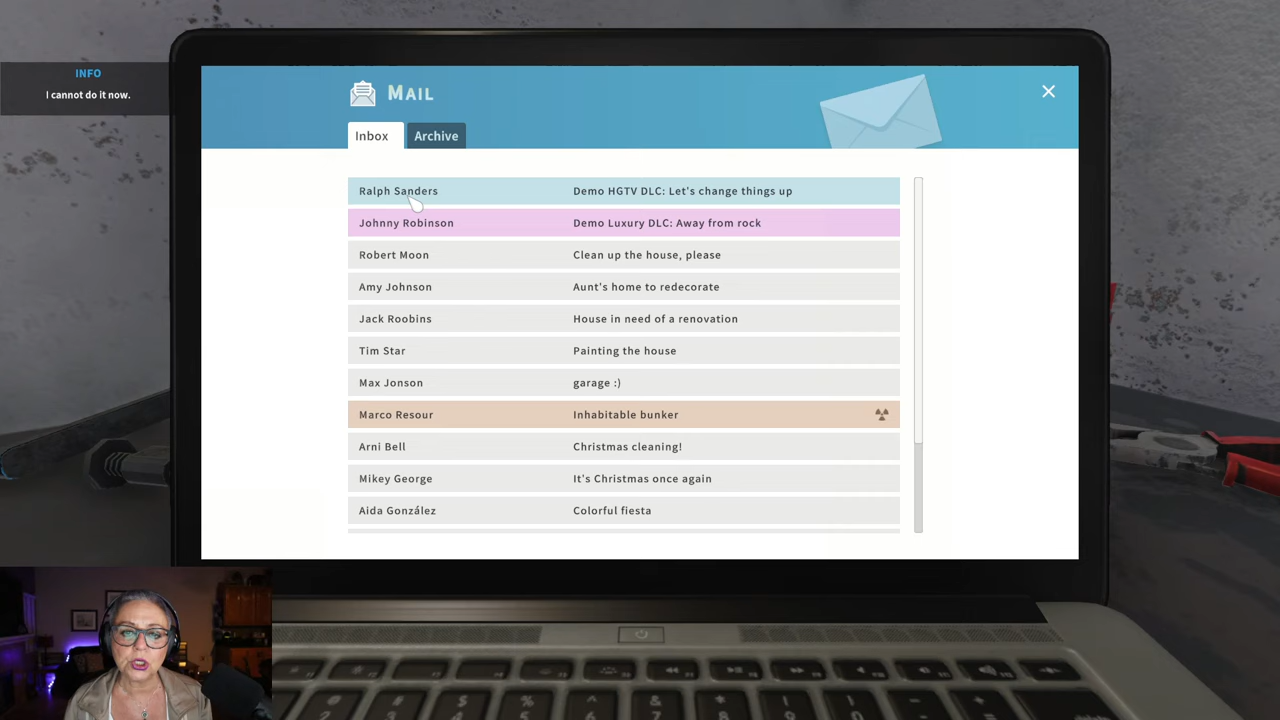 INFO
I cannot do it now.
MAIL
Inbox Archive
Ralph Sanders Demo HGTV DLC: Let's change things up
Johnny Robinson Demo Luxury DLC: Away from rock
Robert Moon Clean up the house, please
Amy Johnson Aunt's home to redecorate
Jack Roobins House in need of a renovation
Tim Star Painting the house
Max Jonson garage :)
Marco Resour Inhabitable bunker
Arni Bell Christmas cleaning!
Mikey George It's Christmas once again
Aida González Colorful fiesta